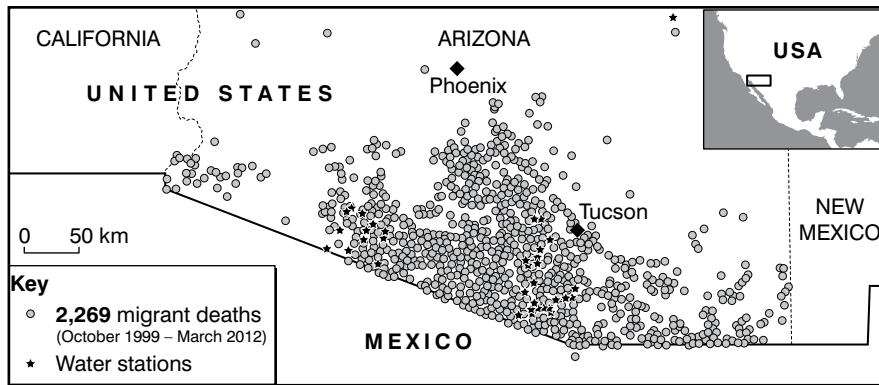 CALIFORNIA
ARIZONA
USA
UNITED STATES
Phoenix
Tucson
NEW
MEXICO
0 50 km
Key
2,269 migrant deaths
(October 1999 – March 2012)
Water stations
MEXICO